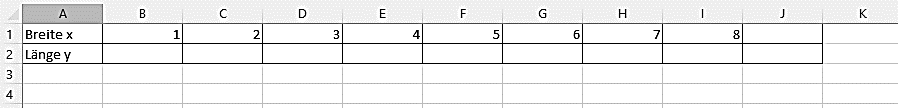 A B C D E F G H I J K
1 Breite x 1 2 3 4 5 6 7 8
2 Länge y
3
4